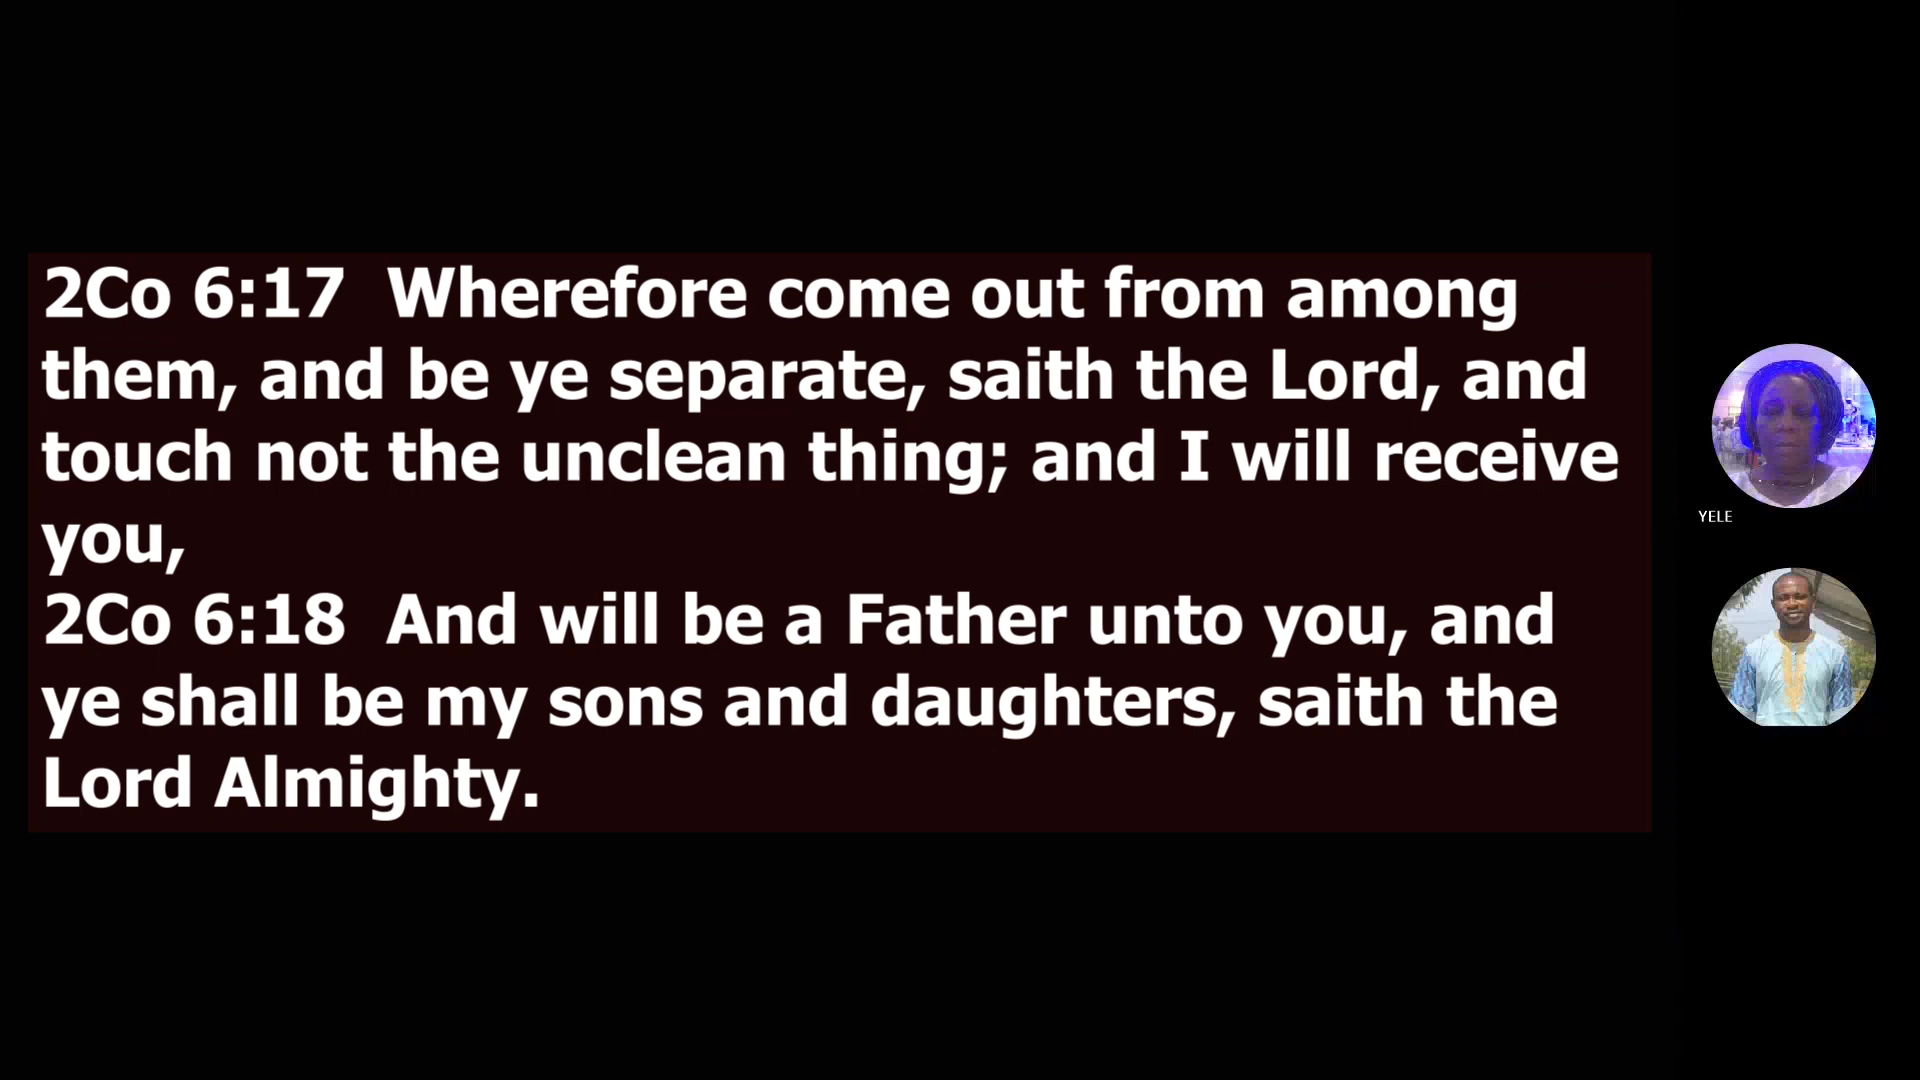 2Co 6:17  Wherefore come out from among
them, and be ye separate, saith the Lord, and
touch not the unclean thing; and I will receive
you,
2Co 6:18  And will be a Father unto you, and
ye shall be my sons and daughters, saith the
Lord Almighty.
YELE